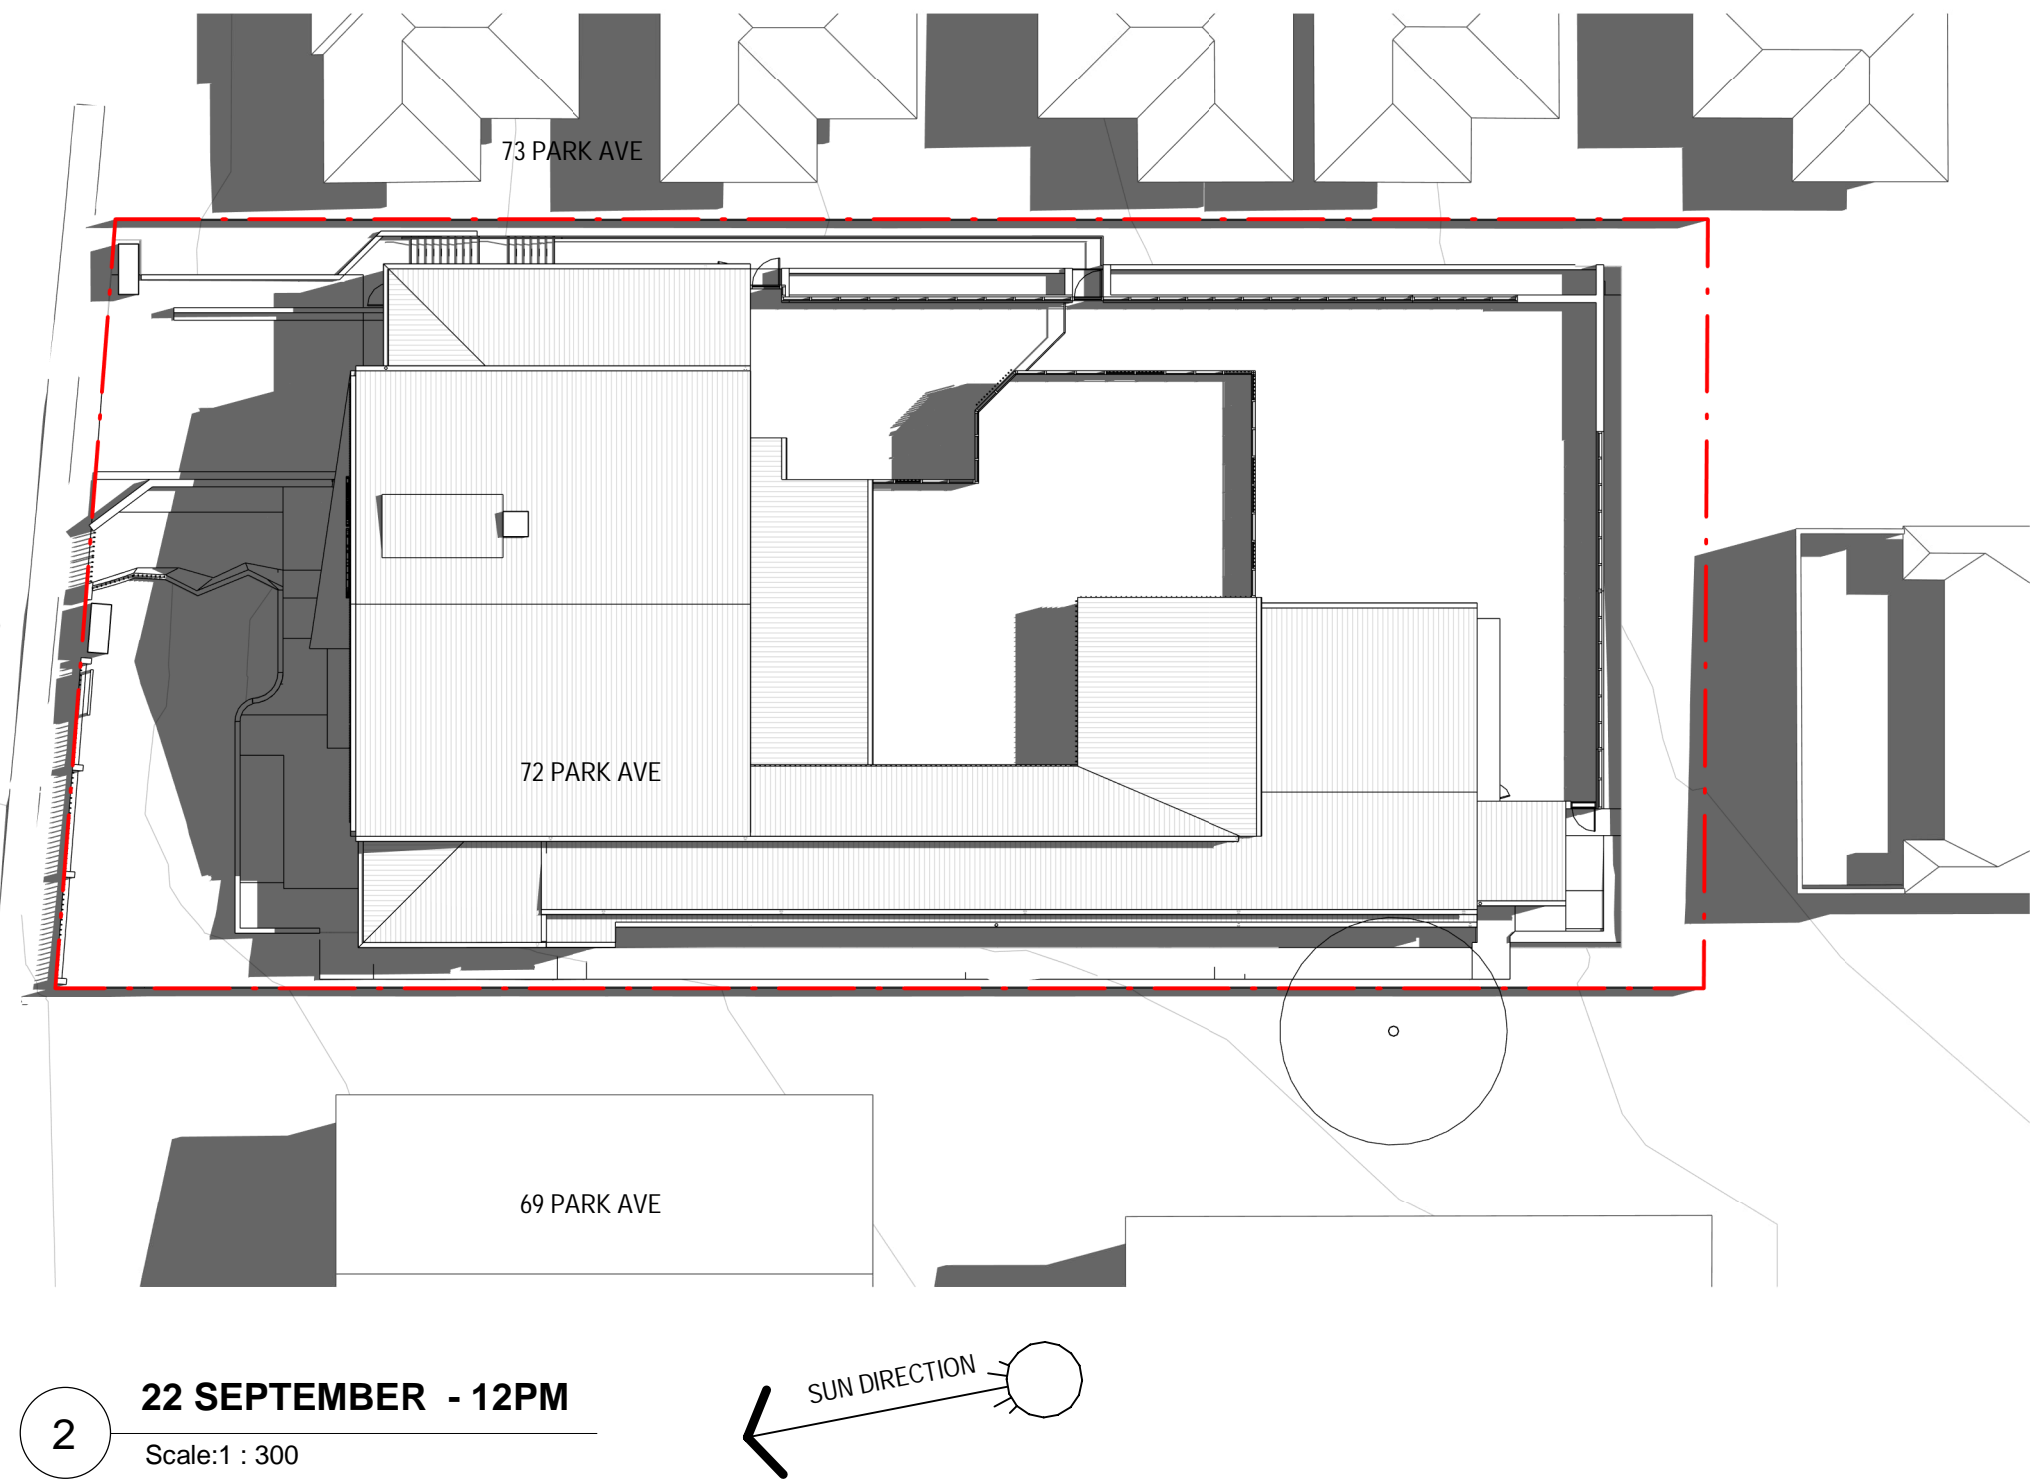 73 PARK AVE
72 PARK AVE
69 PARK AVE
SUN DIRECTION
2
22 SEPTEMBER - 12PM
Scale:1 : 300